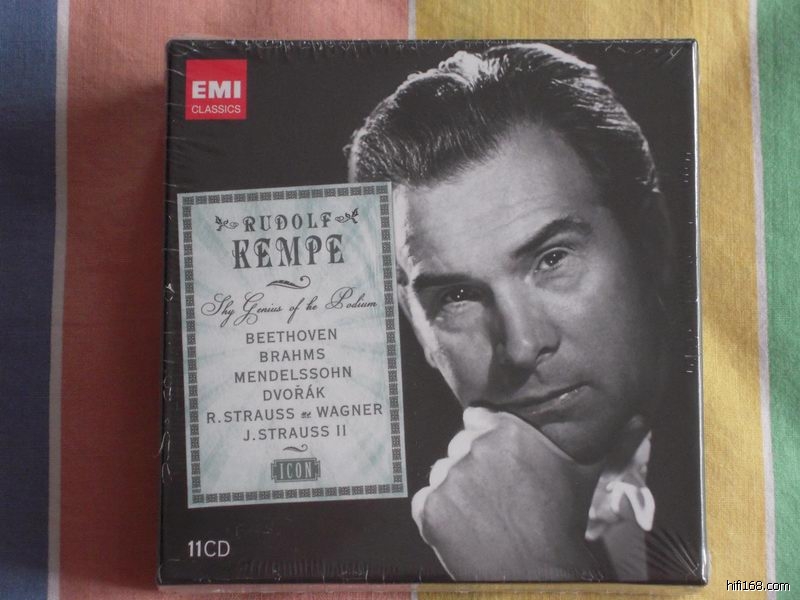 EMI
CLASSICS
RUDOLF
KEMPE
Shy Genius of the Podium
BEETHOVEN
BRAHMS
MENDELSSOHN
DVOŘÁK
R.STRAUSS WAGNER
J.STRAUSS II
ICON
11CD
hifi168.com